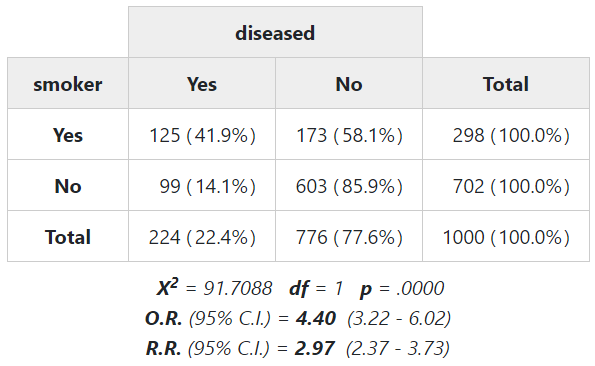 diseased
smoker Yes No Total
Yes 125 (41.9%) 173 (58.1%) 298 (100.0%)
No 99 (14.1%) 603 (85.9%) 702 (100.0%)
Total 224 (22.4%) 776 (77.6%) 1000 (100.0%)
X² = 91.7088 df = 1 p = .0000
O.R. (95% C.I.) = 4.40 (3.22 - 6.02)
R.R. (95% C.I.) = 2.97 (2.37 - 3.73)